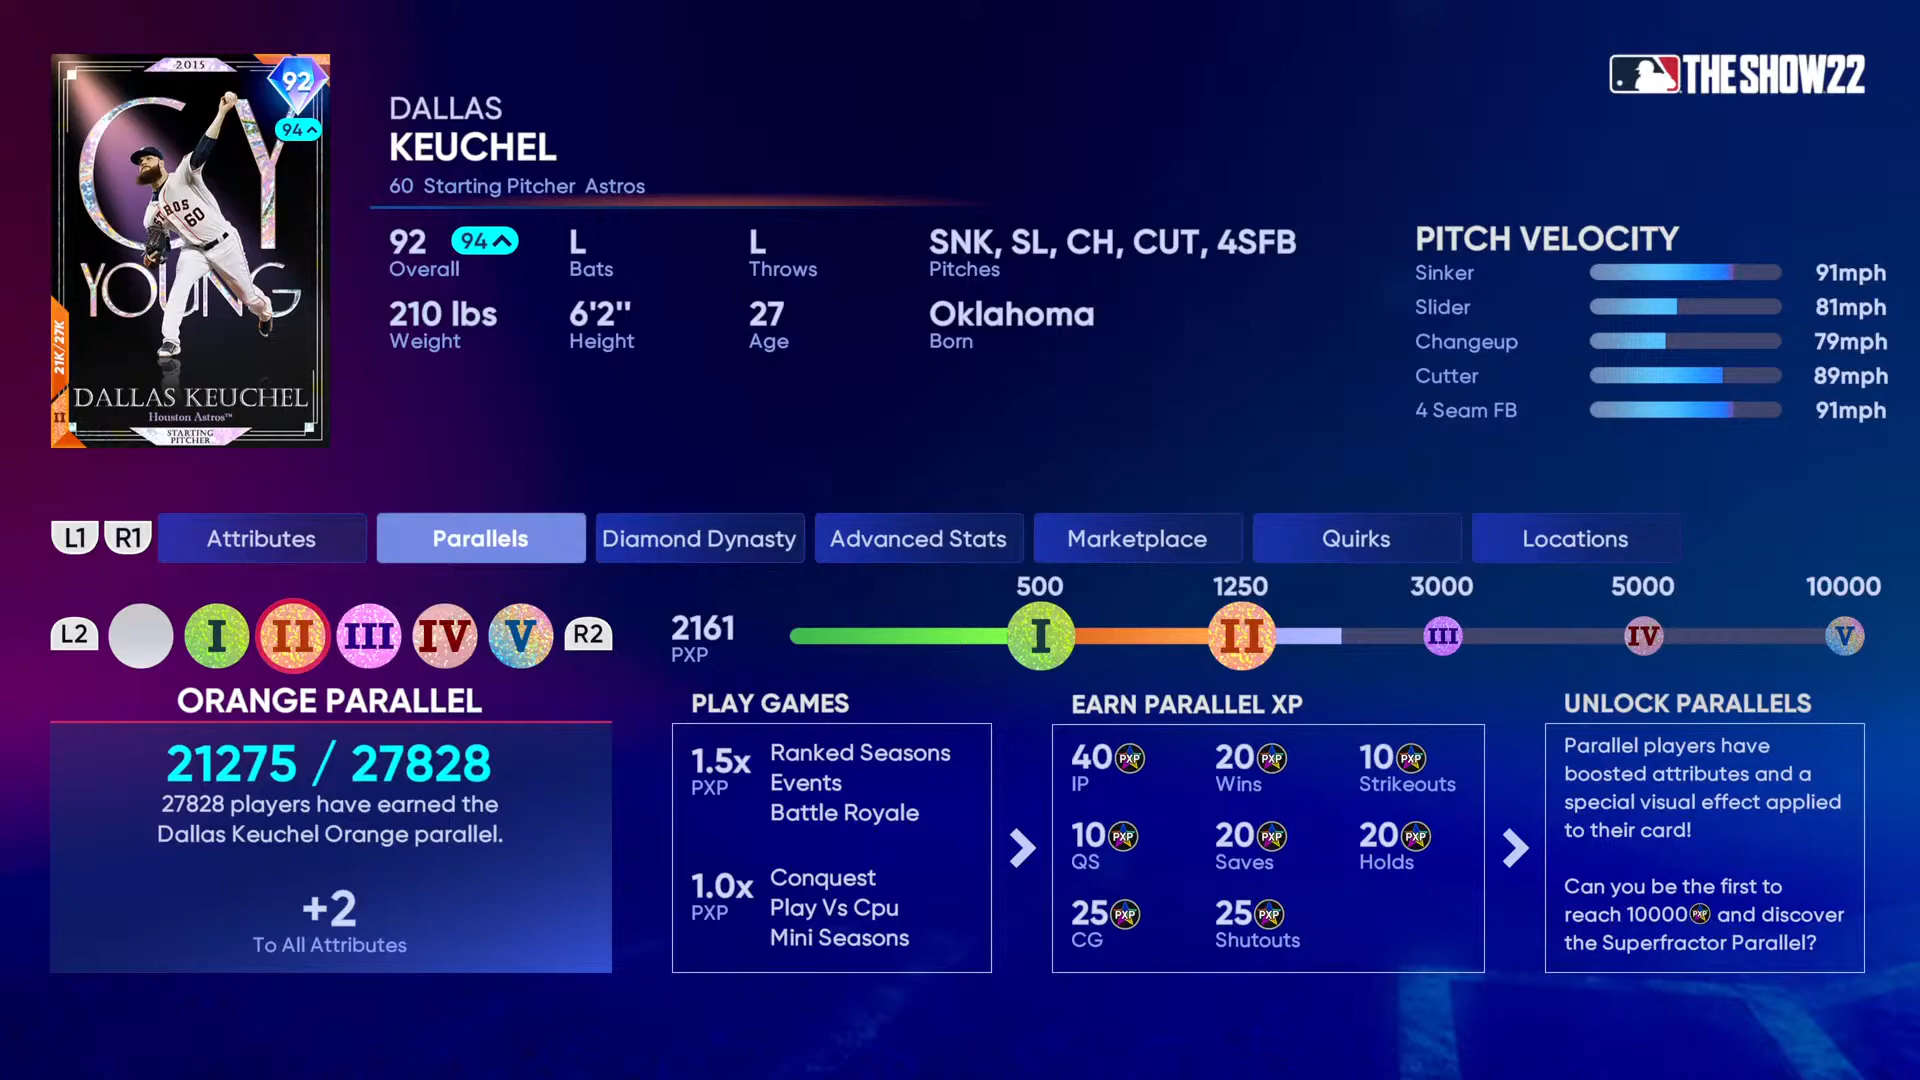 2015
92
94
CY
YOUNG
ASTROS
60
21K/27K
II
DALLAS KEUCHEL
Houston Astros™
STARTING
PITCHER
THE SHOW 22
DALLAS
KEUCHEL
60 Starting Pitcher Astros
92 94
Overall
L
Bats
L
Throws
SNK, SL, CH, CUT, 4SFB
Pitches
210 lbs
Weight
6'2"
Height
27
Age
Oklahoma
Born
PITCH VELOCITY
Sinker 91mph
Slider 81mph
Changeup 79mph
Cutter 89mph
4 Seam FB 91mph
L1 R1 Attributes Parallels Diamond Dynasty Advanced Stats Marketplace Quirks Locations
L2 I II III IV V R2
2161
PXP
500 1250 3000 5000 10000
I II III IV V
ORANGE PARALLEL
21275 / 27828
27828 players have earned the
Dallas Keuchel Orange parallel.
+2
To All Attributes
PLAY GAMES
1.5x
PXP
Ranked Seasons
Events
Battle Royale
1.0x
PXP
Conquest
Play Vs Cpu
Mini Seasons
EARN PARALLEL XP
40 PXP
IP
20 PXP
Wins
10 PXP
Strikeouts
10 PXP
QS
20 PXP
Saves
20 PXP
Holds
25 PXP
CG
25 PXP
Shutouts
UNLOCK PARALLELS
Parallel players have
boosted attributes and a
special visual effect applied
to their card!
Can you be the first to
reach 10000 PXP and discover
the Superfractor Parallel?